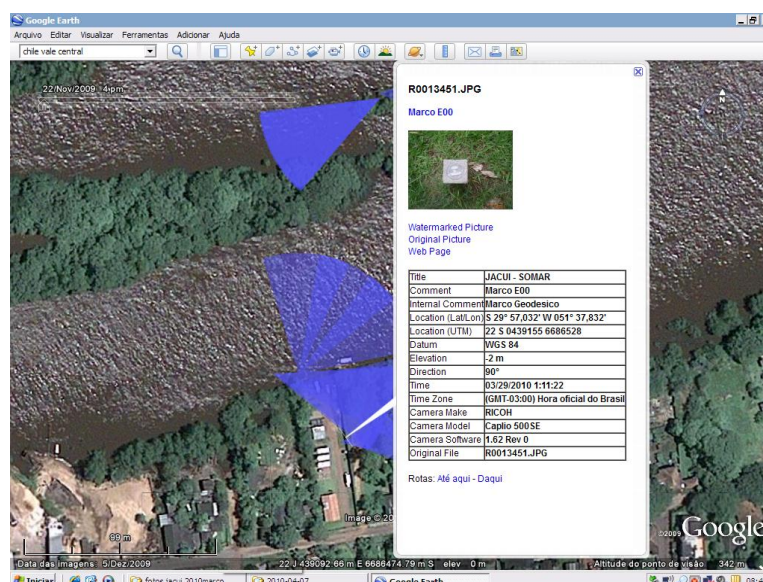 Google Earth
Arquivo Editar Visualizar Ferramentas Adicionar Ajuda
chile vale central
22/Nov/2009 4 pm
N
R0013451.JPG
Marco E00
Watermarked Picture
Original Picture
Web Page
Title JACUI - SOMAR
Comment Marco E00
Internal Comment Marco Geodesico
Location (Lat/Lon) S 29° 57,032' W 051° 37,832'
Location (UTM) 22 S 0439155 6686528
Datum WGS 84
Elevation -2 m
Direction 90°
Time 03/29/2010 1:11:22
Time Zone (GMT-03:00) Hora oficial do Brasil
Camera Make RICOH
Camera Model Caplio 500SE
Camera Software 1.62 Rev 0
Original File R0013451.JPG
Rotas: Até aqui - Daqui
Image © 20
©2009 Google
99 m
Data das imagens 5/Dez/2009 22 J 439092.66 m E 6686474.79 m S elev 0 m Altitude do ponto de visão 342 m
Iniciar fotos jacui 2010março 2010-04-07 Google Earth